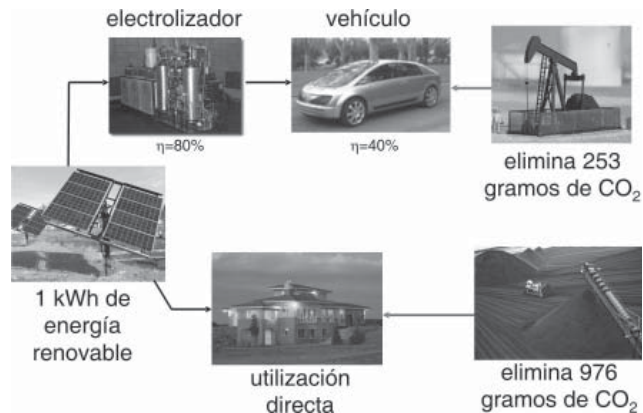 electrolizador
vehículo
η=80%
η=40%
elimina 253
gramos de CO₂
1 kWh de
energía
renovable
utilización
directa
elimina 976
gramos de CO₂